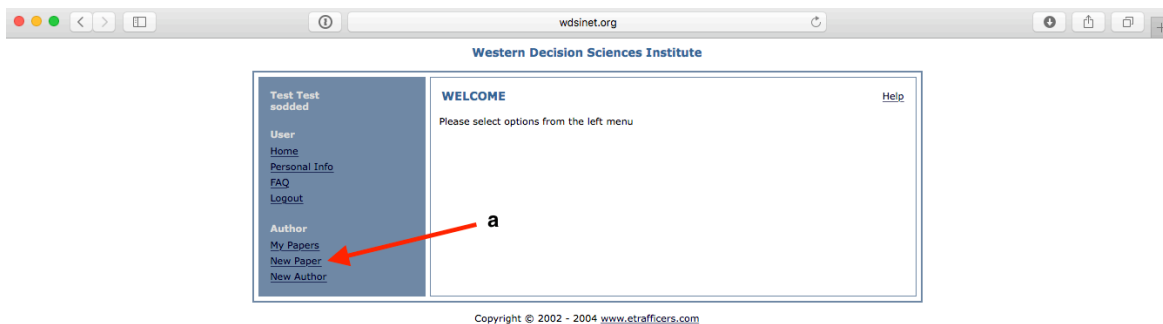 wdsinet.org
Western Decision Sciences Institute
Test Test
sodded
User
Home
Personal Info
FAQ
Logout
Author
My Papers
New Paper
New Author
WELCOME
Help
Please select options from the left menu
a
Copyright © 2002 - 2004 www.etrafficers.com